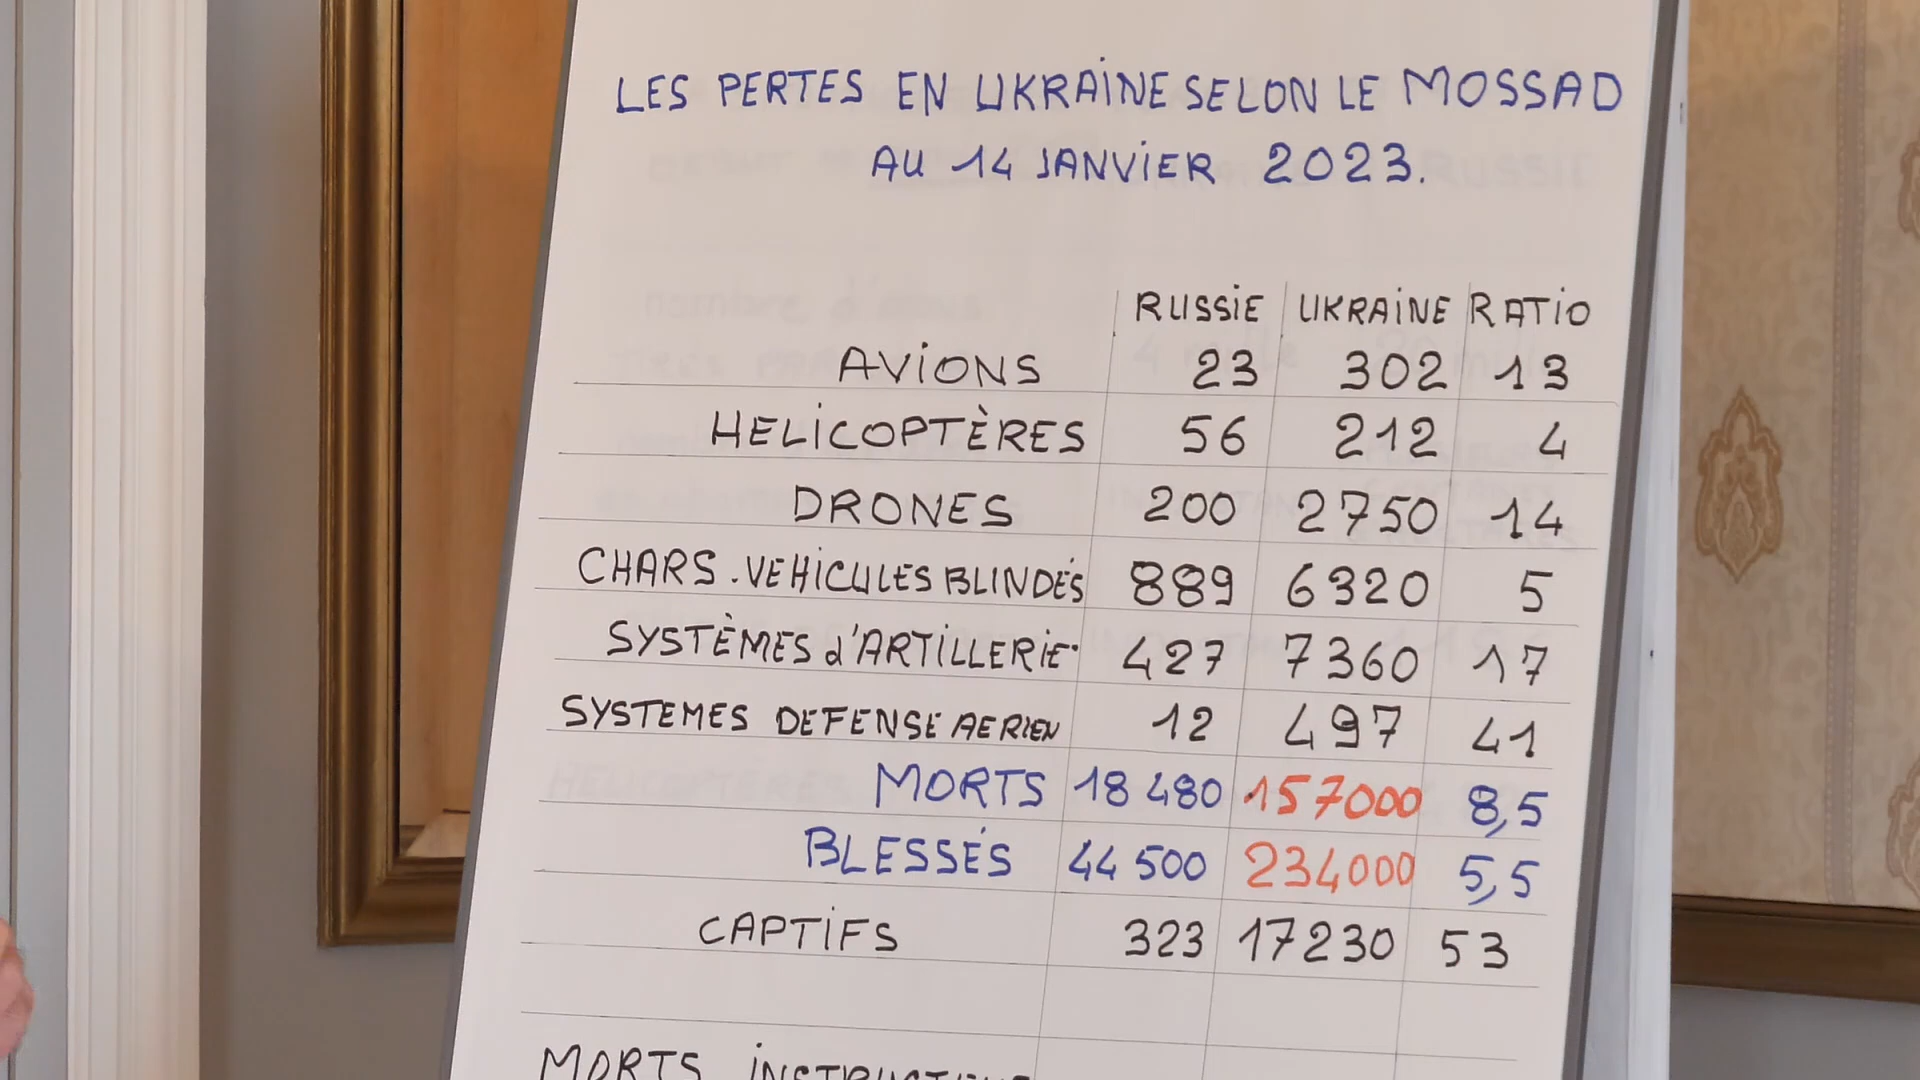 LES PERTES EN UKRAINE SELON LE MOSSAD
AU 14 JANVIER 2023.
RUSSIE UKRAINE RATIO
AVIONS 23 302 13
HELICOPTÈRES 56 212 4
DRONES 200 2750 14
CHARS. VEHICULES BLINDÉS 889 6320 5
SYSTÈMES d'ARTILLERIE 427 7360 17
SYSTEMES DEFENSE AERIEN 12 497 41
MORTS 18 480 157000 8,5
BLESSÉS 44 500 234000 5,5
CAPTIFS 323 17230 53
MORTS